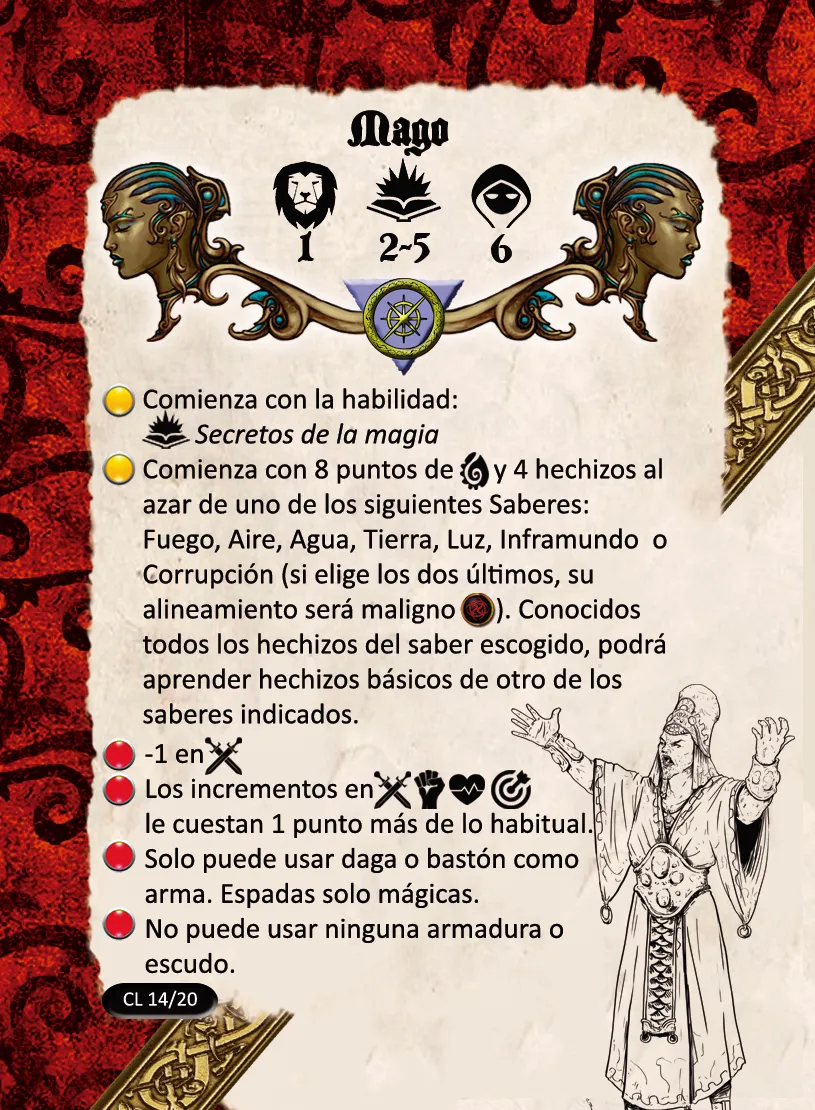 Mago
1 2-5 6
Comienza con la habilidad:
Secretos de la magia
Comienza con 8 puntos de y 4 hechizos al
azar de uno de los siguientes Saberes:
Fuego, Aire, Agua, Tierra, Luz, Inframundo o
Corrupción (si elige los dos últimos, su
alineamiento será maligno ). Conocidos
todos los hechizos del saber escogido, podrá
aprender hechizos básicos de otro de los
saberes indicados.
-1 en
Los incrementos en
le cuestan 1 punto más de lo habitual.
Solo puede usar daga o bastón como
arma. Espadas solo mágicas.
No puede usar ninguna armadura o
escudo.
CL 14/20